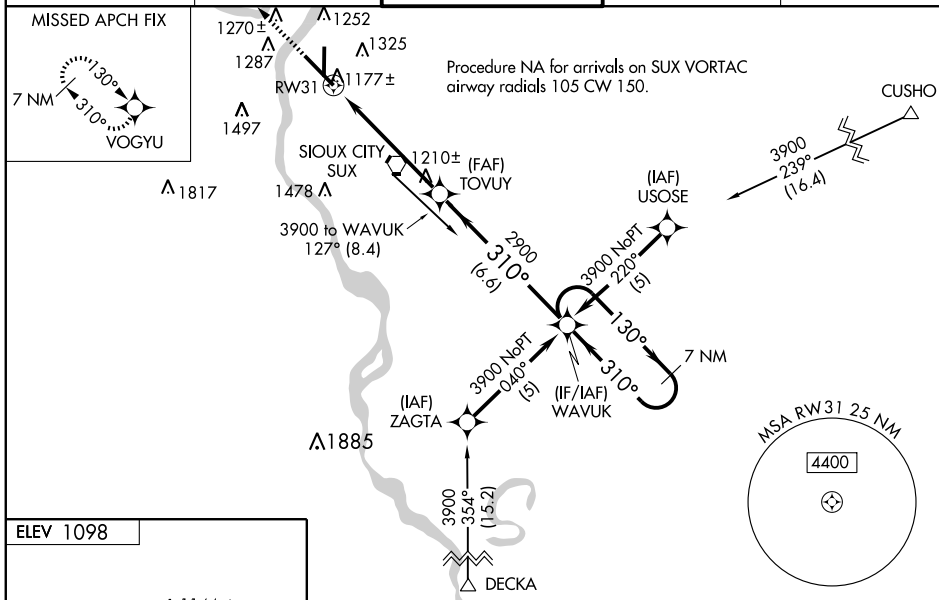 MISSED APCH FIX
130°
7 NM
310°
VOGYU
1270±
1252
1287
1325
RW31
1177±
1497
Procedure NA for arrivals on SUX VORTAC
airway radials 105 CW 150.
CUSHO
3900
239°
(16.4)
SIOUX CITY
SUX
1210±
(FAF)
TOVUY
1817
1478
3900 to WAVUK
127° (8.4)
(IAF)
USOSE
2900
310°
(6.6)
3900 NoPT
220°
(5)
130°
7 NM
310°
(IF/IAF)
WAVUK
3900 NoPT
040°
(5)
(IAF)
ZAGTA
1885
3900
354°
(15.2)
DECKA
MSA RW31 25 NM
4400
ELEV 1098